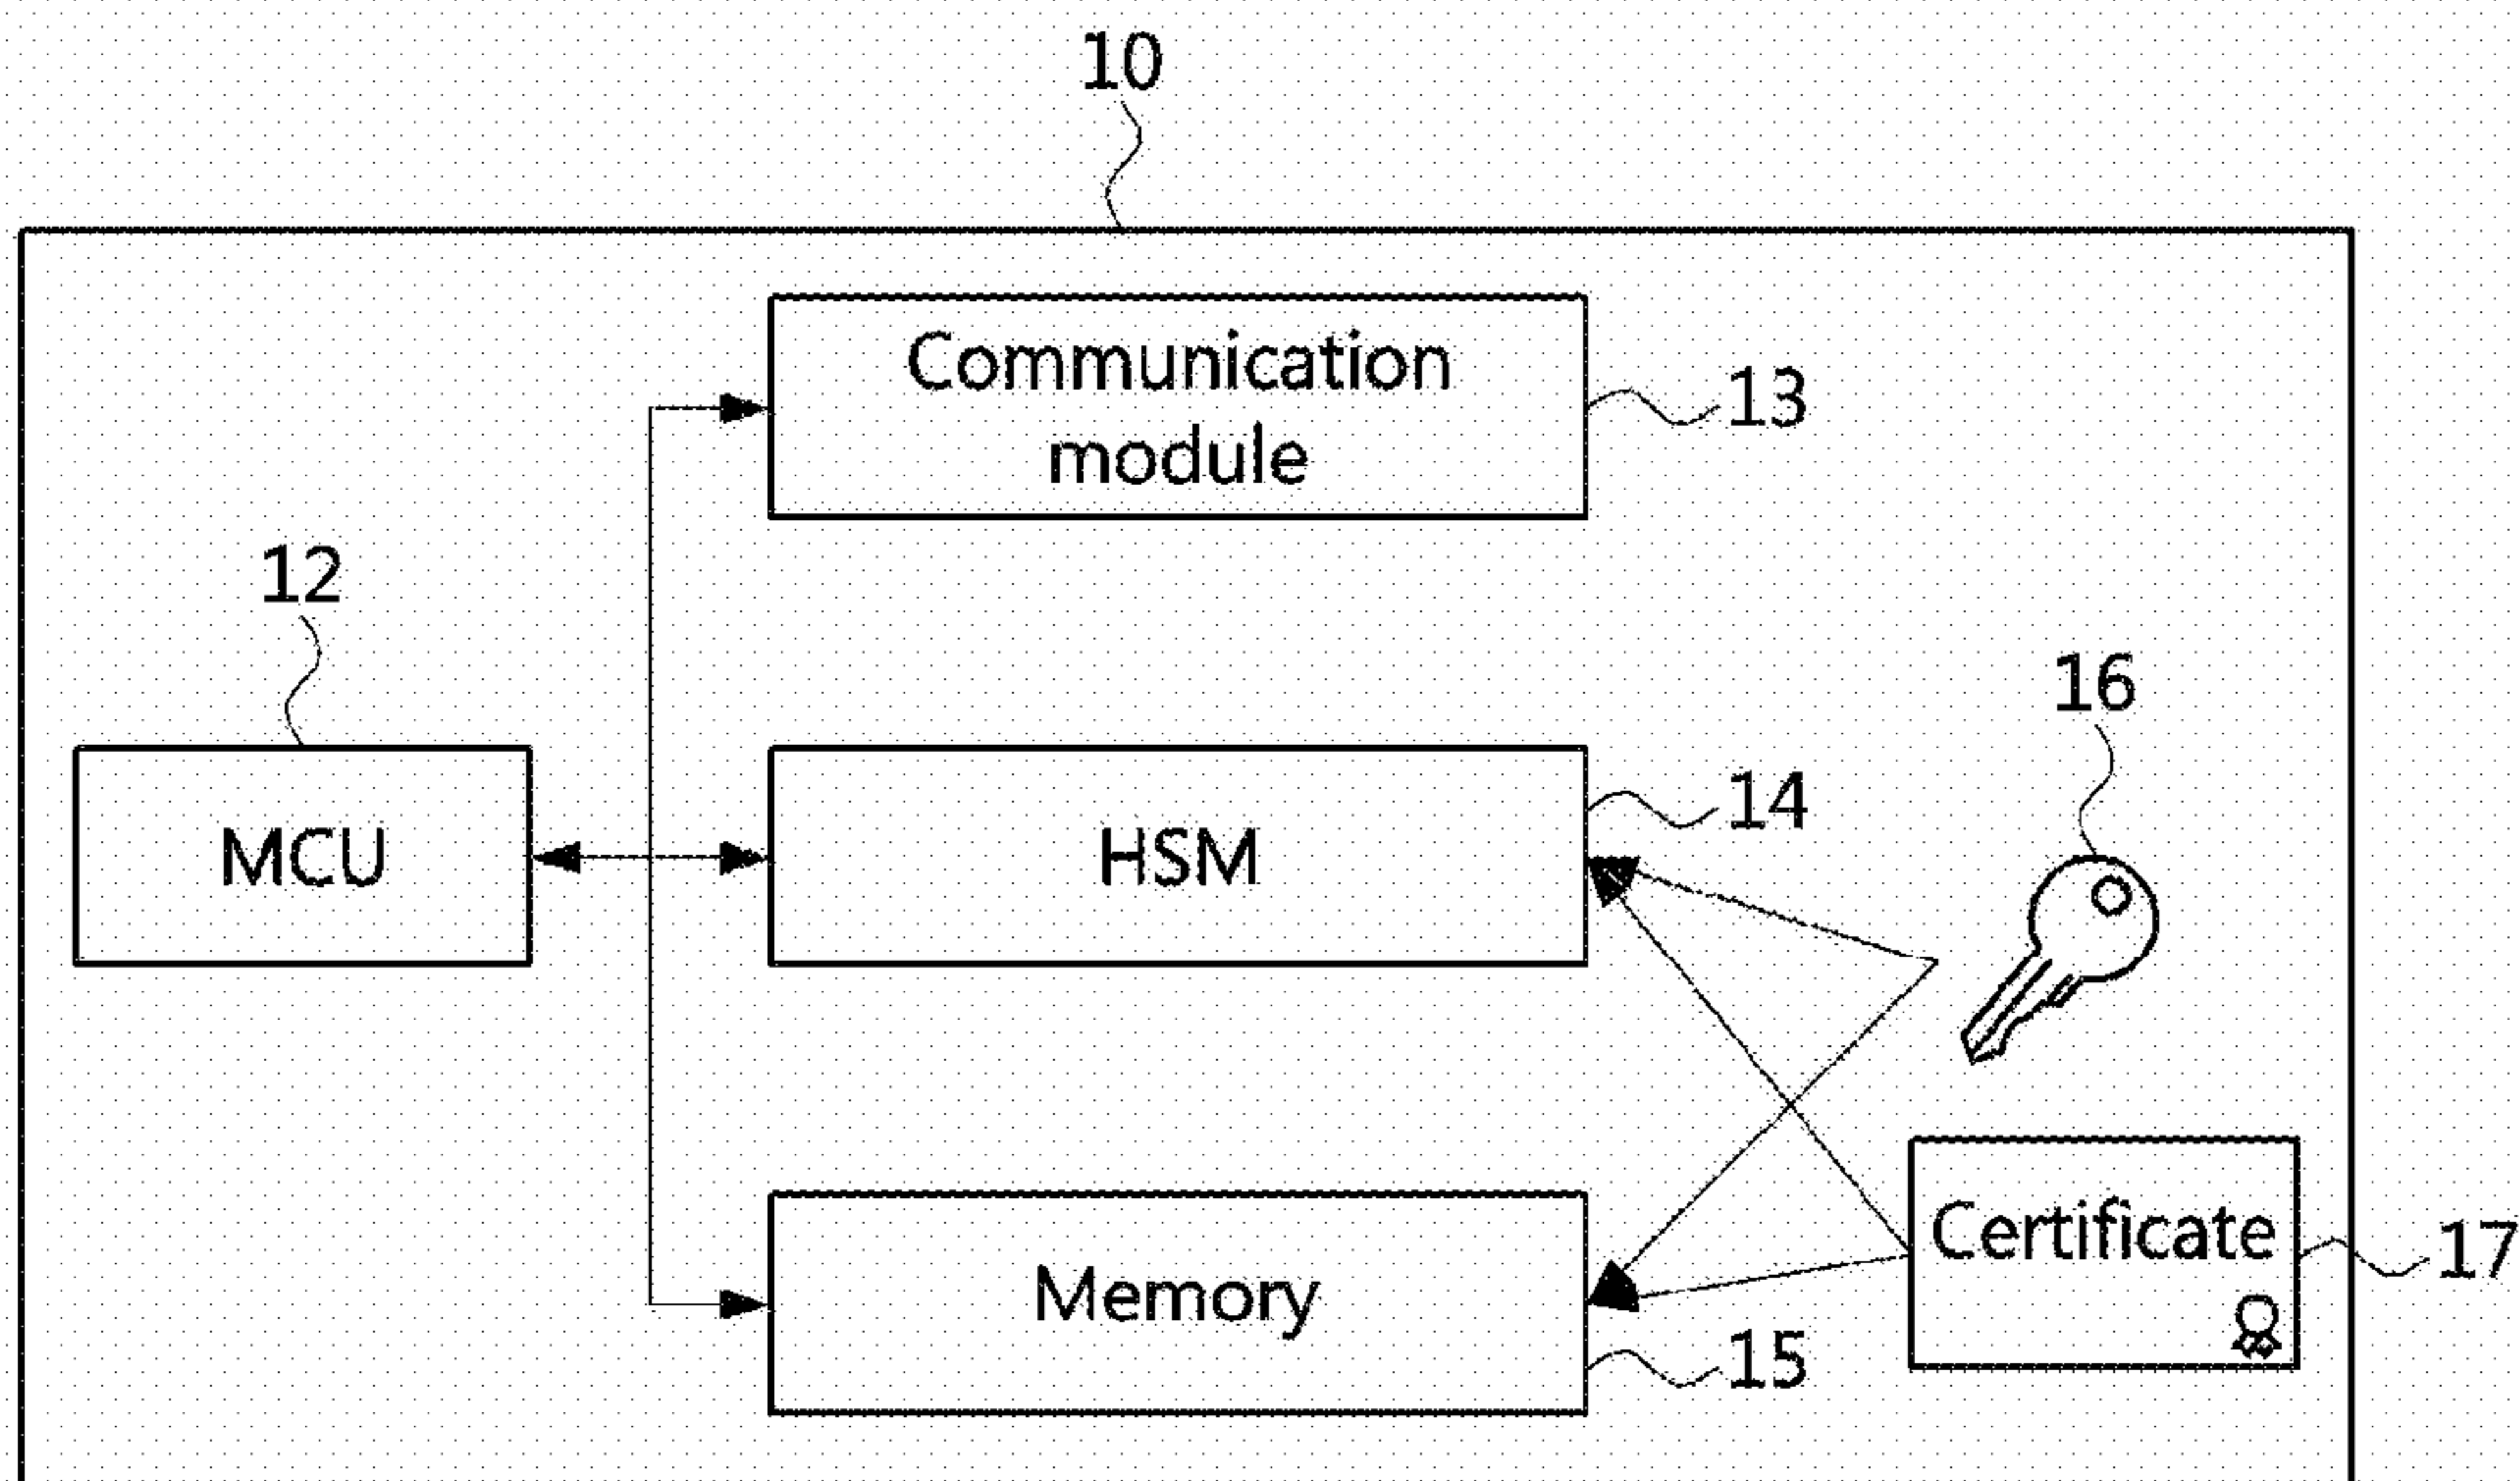 10
Communication
module
13
12
16
MCU
HSM
14
Certificate
17
Memory
15